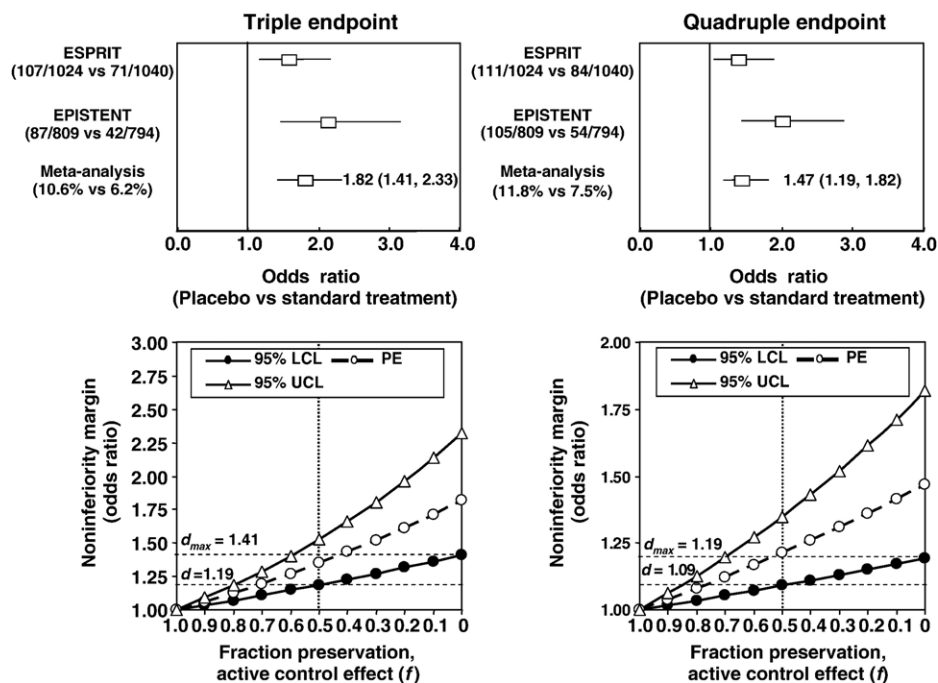 Triple endpoint
ESPRIT
(107/1024 vs 71/1040)
EPISTENT
(87/809 vs 42/794)
Meta-analysis
(10.6% vs 6.2%)
1.82 (1.41, 2.33)
0.0 1.0 2.0 3.0 4.0
Odds ratio
(Placebo vs standard treatment)
Quadruple endpoint
ESPRIT
(111/1024 vs 84/1040)
EPISTENT
(105/809 vs 54/794)
Meta-analysis
(11.8% vs 7.5%)
1.47 (1.19, 1.82)
0.0 1.0 2.0 3.0 4.0
Odds ratio
(Placebo vs standard treatment)
Noninferiority margin
(odds ratio)
3.00
2.75
2.50
2.25
2.00
1.75
1.50
1.25
1.00
95% LCL PE
95% UCL
dmax = 1.41
d=1.19
1.0 0.9 0.8 0.7 0.6 0.5 0.4 0.3 0.2 0.1 0
Fraction preservation,
active control effect (f)
Noninferiority margin
(odds ratio)
2.00
1.75
1.50
1.25
1.00
95% LCL PE
95% UCL
dmax = 1.19
d = 1.09
1.0 0.9 0.8 0.7 0.6 0.5 0.4 0.3 0.2 0.1 0
Fraction preservation,
active control effect (f)